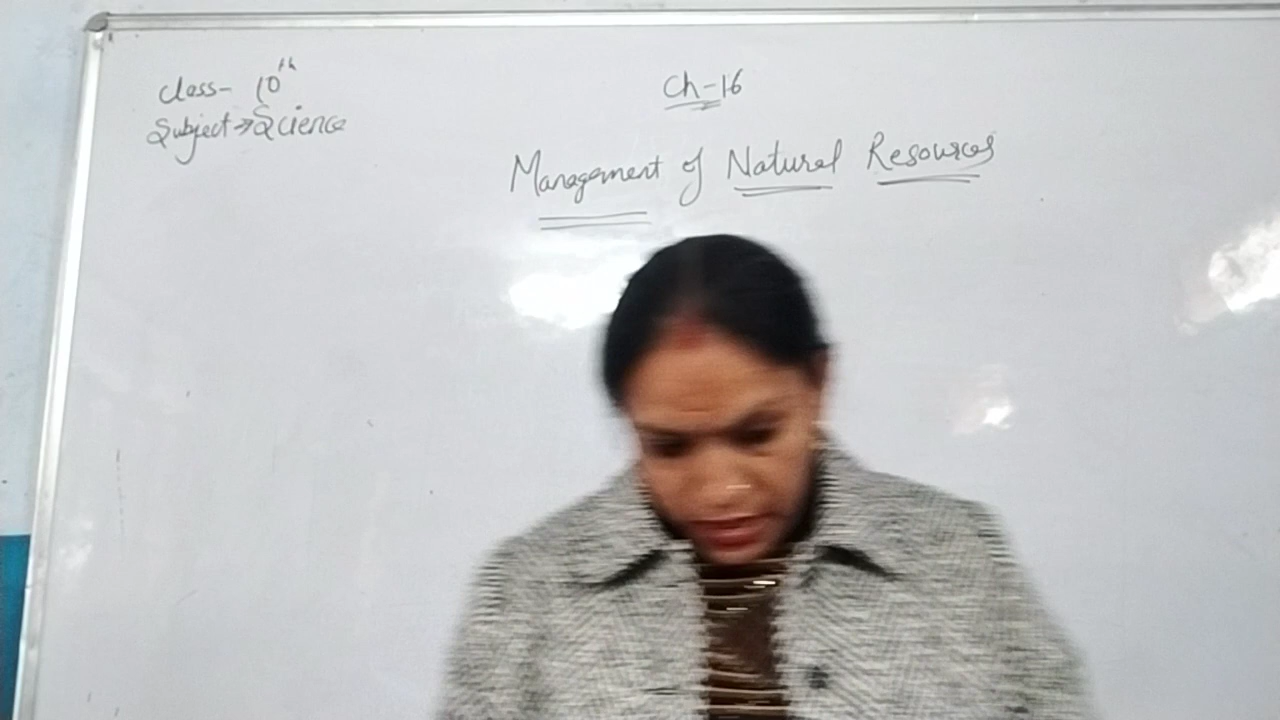 Class- 10th
Subject → Science
Ch-16
Management of Natural Resources